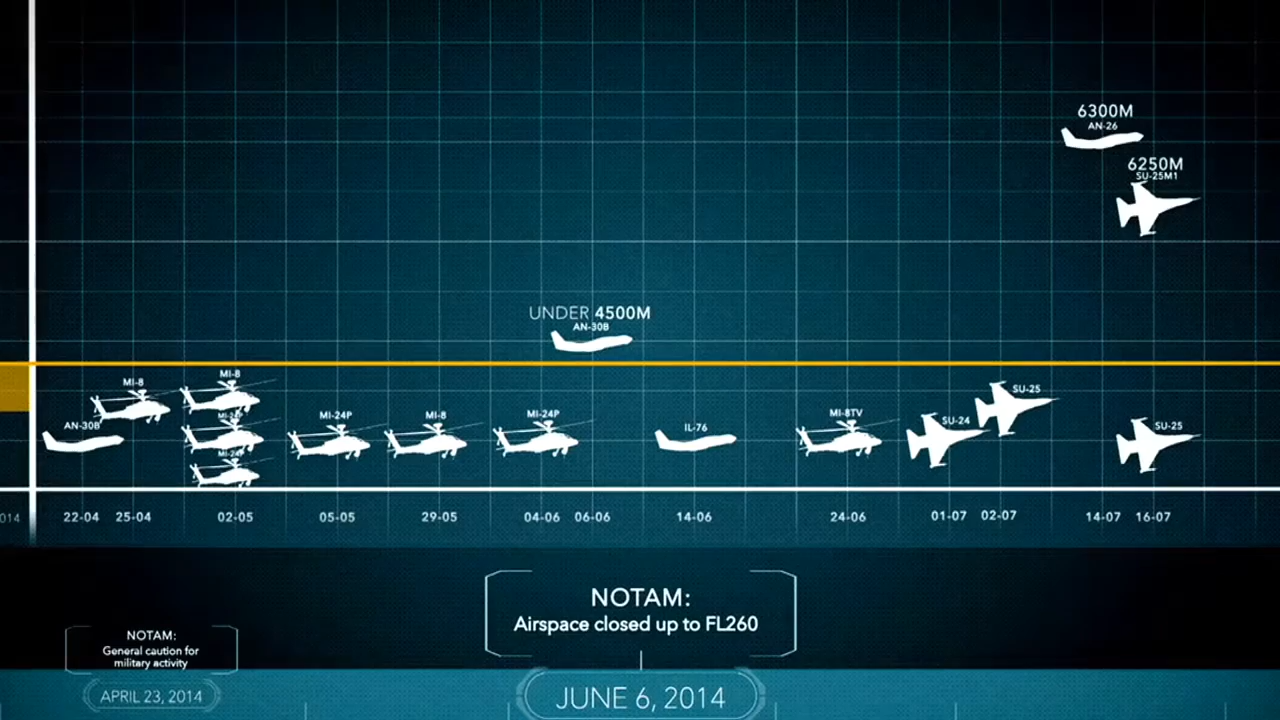 6300M
AN-26
6250M
SU-25M1
UNDER 4500M
AN-30B
MI-8
MI-8
SU-25
AN-30B
MI-24P
MI-24P
MI-8
MI-24P
IL-76
MI-8TV
SU-24
SU-25
MI-24P
014
22-04
25-04
02-05
05-05
29-05
04-06
06-06
14-06
24-06
01-07
02-07
14-07
16-07
NOTAM:
Airspace closed up to FL260
NOTAM:
General caution for
military activity
APRIL 23, 2014
JUNE 6, 2014